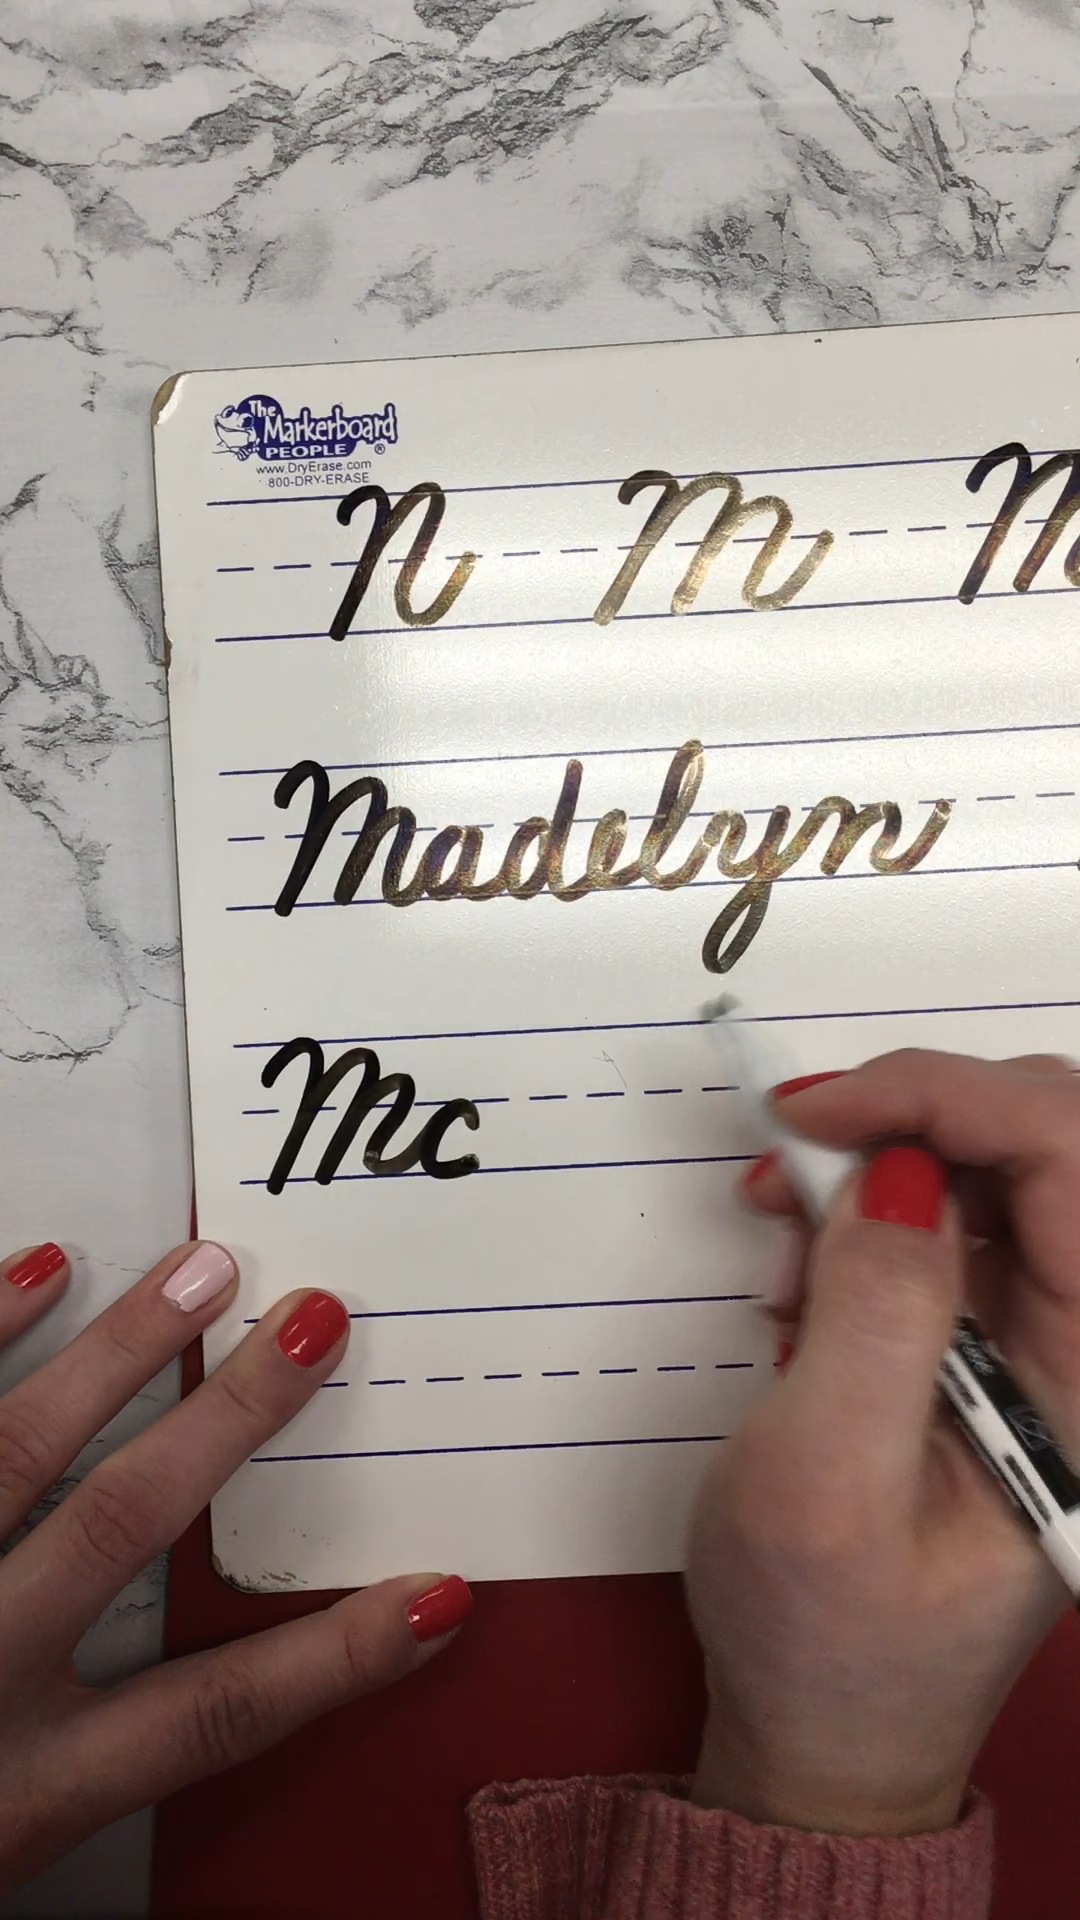 The
Markerboard
PEOPLE®
www.DryErase.com
800-DRY-ERASE
n m
Madelyn
Mc